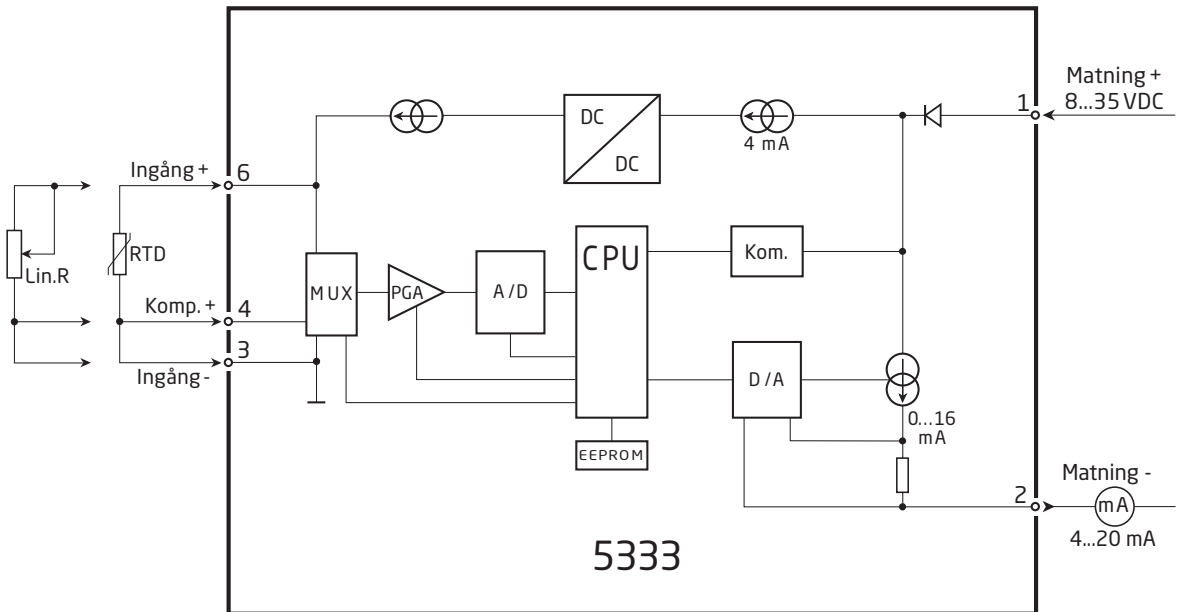 Matning +
8...35 VDC
1
DC
DC
4 mA
Ingång +
6
RTD
Lin.R
CPU
Kom.
MUX
PGA
A/D
Komp. +
4
3
Ingång -
D/A
0...16
mA
EEPROM
Matning -
2
mA
4...20 mA
5333